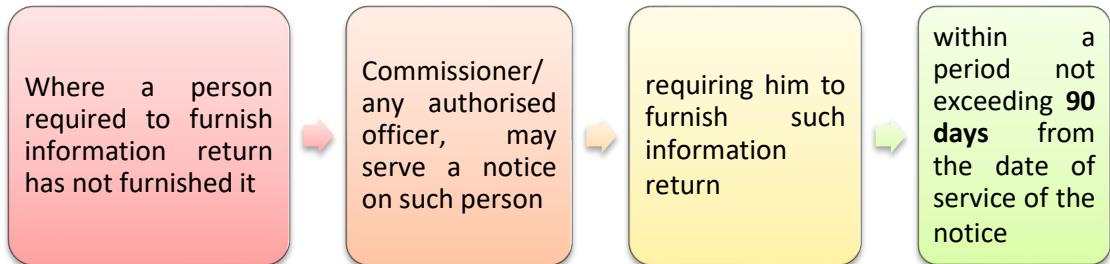 Where a person
required to furnish
information return
has not furnished it
Commissioner/
any authorised
officer, may
serve a notice
on such person
requiring him to
furnish such
information
return
within a
period not
exceeding 90
days from
the date of
service of the
notice